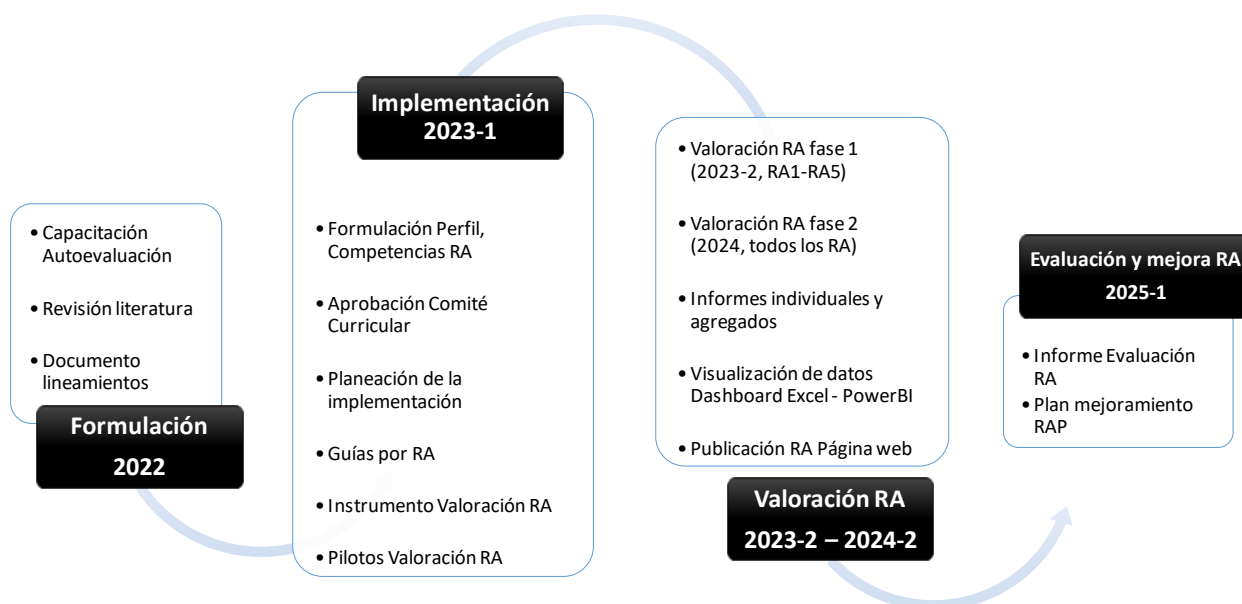 • Capacitación
Autoevaluación
• Revisión literatura
• Documento
lineamientos
Formulación
2022
Implementación
2023-1
• Formulación Perfil,
Competencias RA
• Aprobación Comité
Curricular
• Planeación de la
implementación
• Guías por RA
• Instrumento Valoración RA
• Pilotos Valoración RA
• Valoración RA fase 1
(2023-2, RA1-RA5)
• Valoración RA fase 2
(2024, todos los RA)
• Informes individuales y
agregados
• Visualización de datos
Dashboard Excel - PowerBI
• Publicación RA Página web
Valoración RA
2023-2 – 2024-2
Evaluación y mejora RA
2025-1
• Informe Evaluación
RA
• Plan mejoramiento
RAP